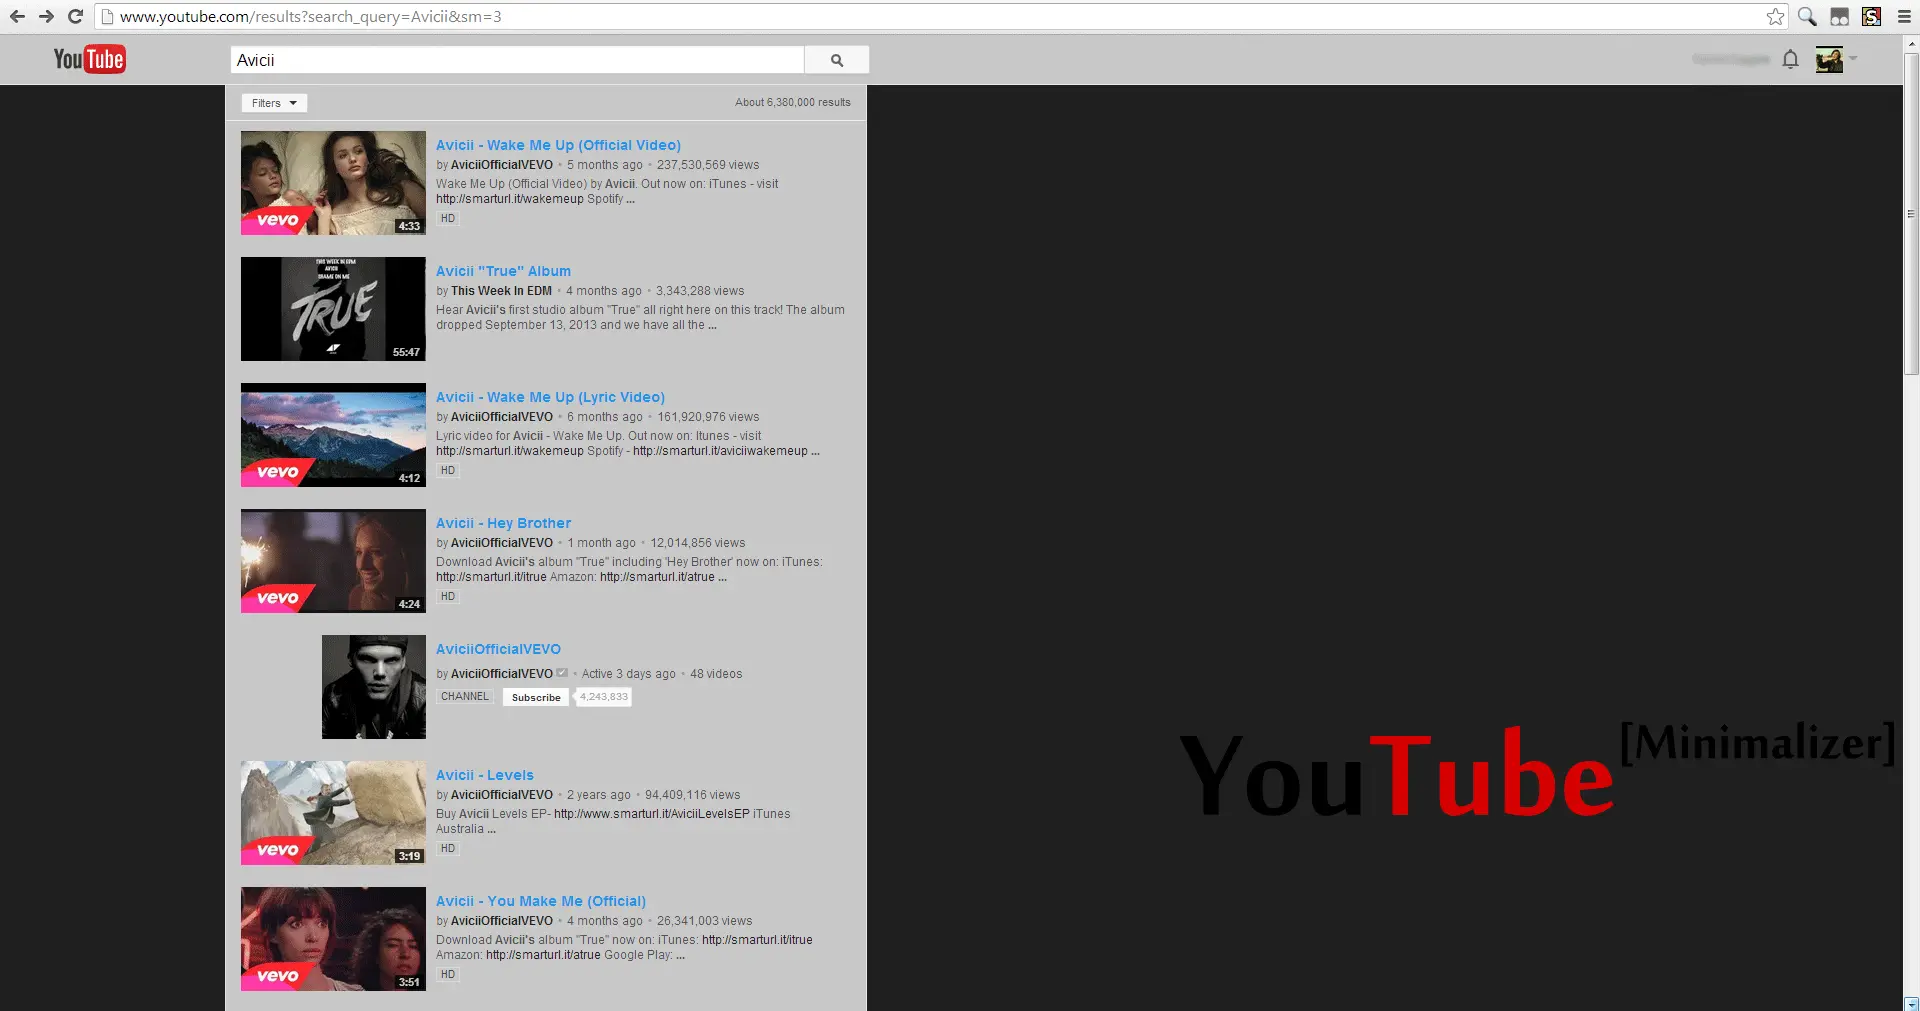 www.youtube.com/results?search_query=Avicii&sm=3
YouTube
Avicii
Filters
About 6,380,000 results
Avicii - Wake Me Up (Official Video)
by AviciiOfficialVEVO • 5 months ago • 237,530,569 views
Wake Me Up (Official Video) by Avicii. Out now on: iTunes - visit
http://smarturl.it/wakemeup Spotify ...
HD
vevo
4:33
THIS WEEK IN EDM
AVICII
SHAME ON ME
TRUE
55:47
Avicii "True" Album
by This Week In EDM • 4 months ago • 3,343,288 views
Hear Avicii's first studio album "True" all right here on this track! The album
dropped September 13, 2013 and we have all the ...
Avicii - Wake Me Up (Lyric Video)
by AviciiOfficialVEVO • 6 months ago • 161,920,976 views
Lyric video for Avicii - Wake Me Up. Out now on: Itunes - visit
http://smarturl.it/wakemeup Spotify - http://smarturl.it/aviciiwakemeup ...
HD
vevo
4:12
Avicii - Hey Brother
by AviciiOfficialVEVO • 1 month ago • 12,014,856 views
Download Avicii's album "True" including 'Hey Brother' now on: iTunes:
http://smarturl.it/itrue Amazon: http://smarturl.it/atrue ...
HD
vevo
4:24
AviciiOfficialVEVO
by AviciiOfficialVEVO • Active 3 days ago • 48 videos
CHANNEL
Subscribe
4,243,833
Avicii - Levels
by AviciiOfficialVEVO • 2 years ago • 94,409,116 views
Buy Avicii Levels EP- http://www.smarturl.it/AviciiLevelsEP iTunes
Australia ...
HD
vevo
3:19
Avicii - You Make Me (Official)
by AviciiOfficialVEVO • 4 months ago • 26,341,003 views
Download Avicii's album "True" now on: iTunes: http://smarturl.it/itrue
Amazon: http://smarturl.it/atrue Google Play: ...
HD
vevo
3:51
YouTube [Minimalizer]